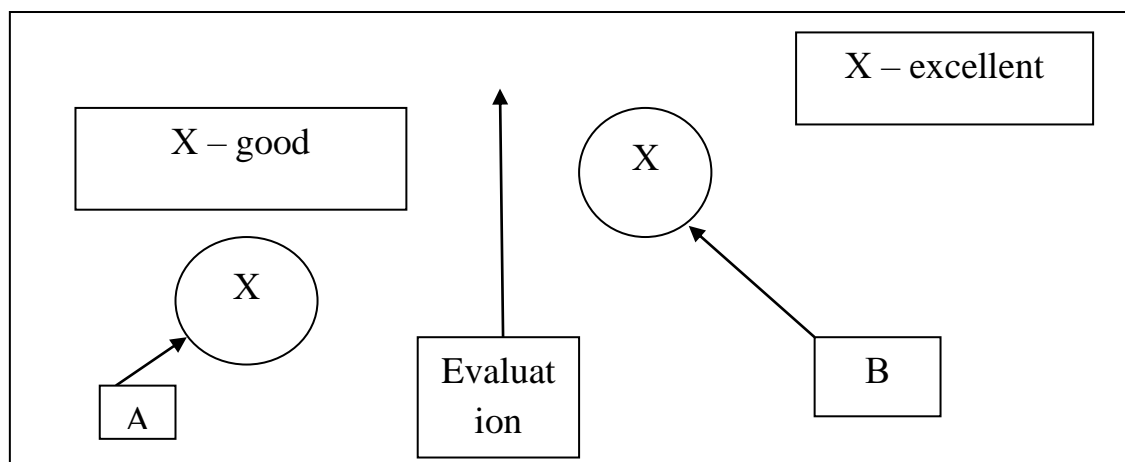 X – excellent
X – good
X
X
Evaluat
ion
B
A